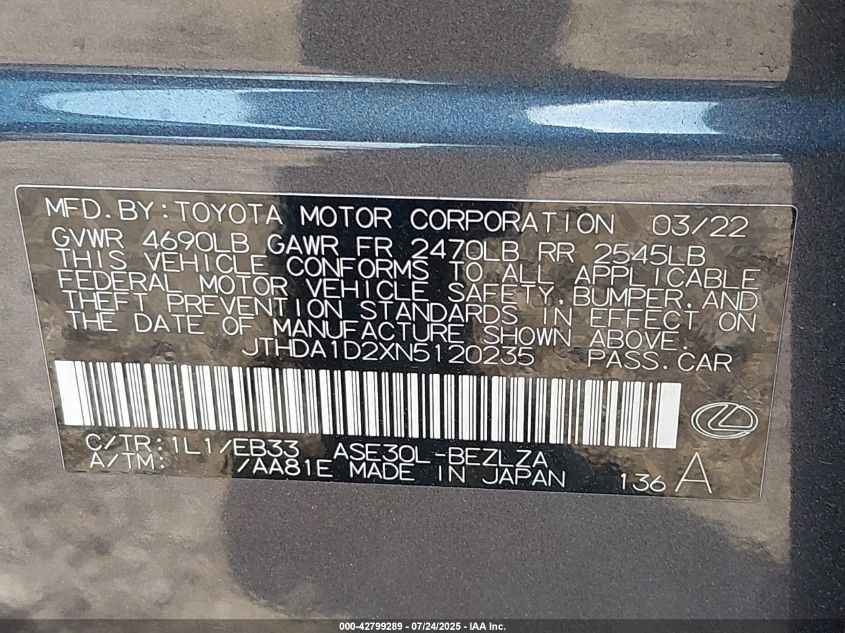 MFD.BY:TOYOTA MOTOR CORPORATION 03/22
GVWR 4690LB GAWR FR 2470LB RR 2545LB
THIS VEHICLE CONFORMS TO ALL APPLICABLE
FEDERAL MOTOR VEHICLE SAFETY,BUMPER,AND
THEFT PREVENTION STANDARDS IN EFFECT ON
THE DATE OF MANUFACTURE SHOWN ABOVE.
JTHDA1D2XN5120235 PASS.CAR
C/TR:1L1/EB33 ASE30L-BEZLZA
A/TM: /AA81E MADE IN JAPAN 136 A
000-42799289 - 07/24/2025 - IAA Inc.